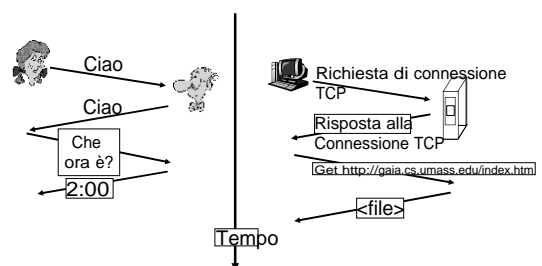 Ciao
Ciao
Che
ora è?
2:00
Richiesta di connessione
TCP
Risposta alla
Connessione TCP
Get http://gaia.cs.umass.edu/index.htm
<file>
Tempo